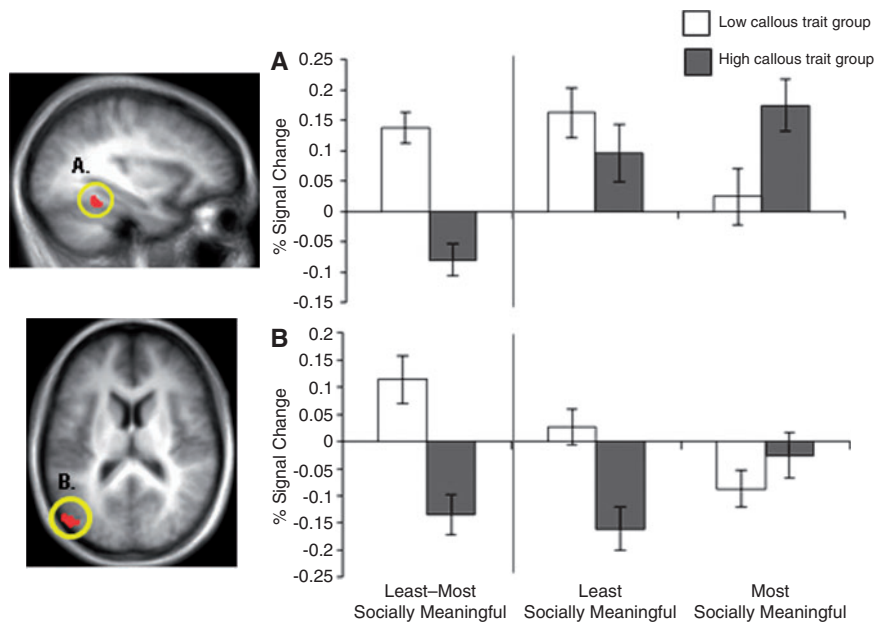 Low callous trait group
High callous trait group
A
0.25
0.2
0.15
0.1
0.05
0
-0.05
-0.1
-0.15
% Signal Change
A.
B
0.2
0.15
0.1
0.05
0
-0.05
-0.1
-0.15
-0.2
-0.25
% Signal Change
B.
Least–Most
Socially Meaningful
Least
Socially Meaningful
Most
Socially Meaningful